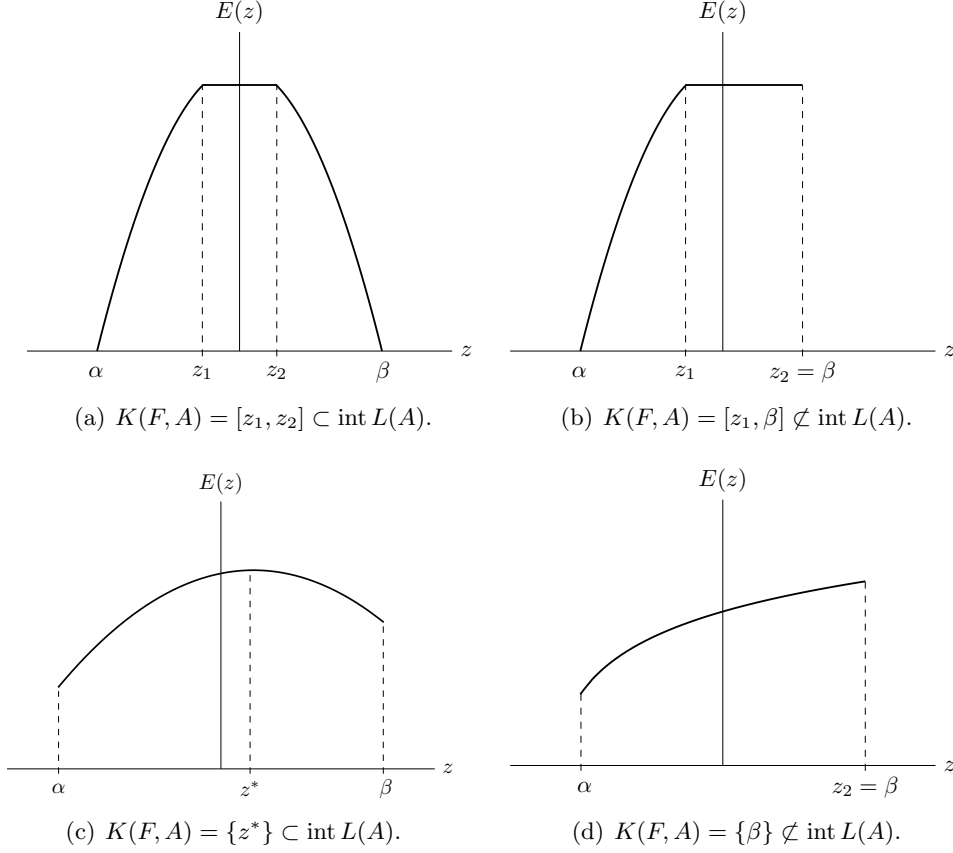 E(z)
z
α
z₁
z₂
β
(a) K(F, A) = [z₁, z₂] ⊂ int L(A).
E(z)
z
α
z₁
z₂ = β
(b) K(F, A) = [z₁, β] ⊄ int L(A).
E(z)
z
α
z*
β
(c) K(F, A) = {z*} ⊂ int L(A).
E(z)
z
α
z₂ = β
(d) K(F, A) = {β} ⊄ int L(A).